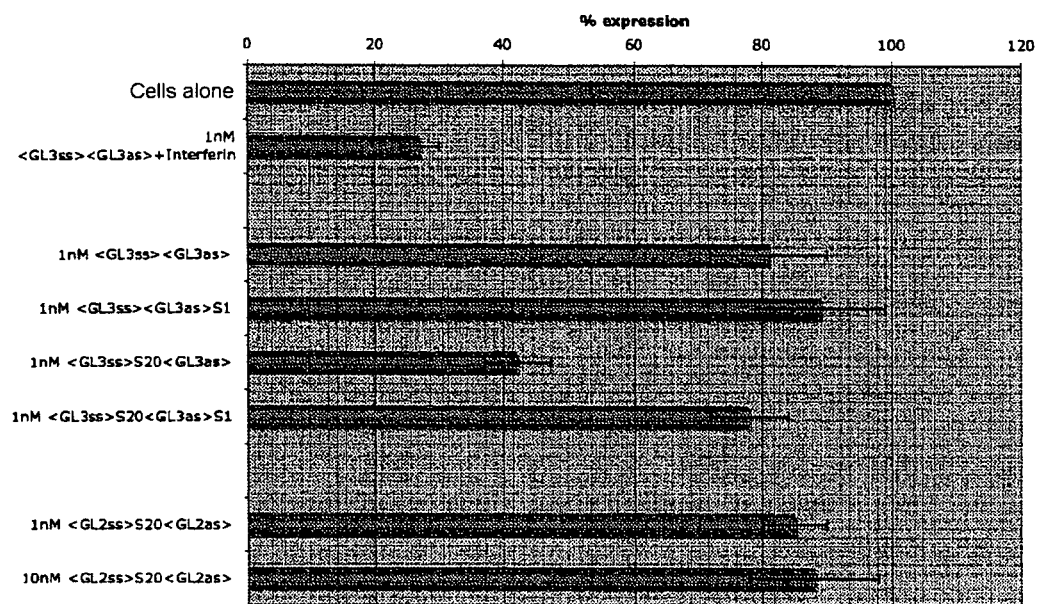 % expression
0 20 40 60 80 100 120
Cells alone
1nM
<GL3ss><GL3as>+Interferin
1nM <GL3ss><GL3as>
1nM <GL3ss><GL3as>S1
1nM <GL3ss>S20<GL3as>
1nM <GL3ss>S20<GL3as>S1
1nM <GL2ss>S20<GL2as>
10nM <GL2ss>S20<GL2as>